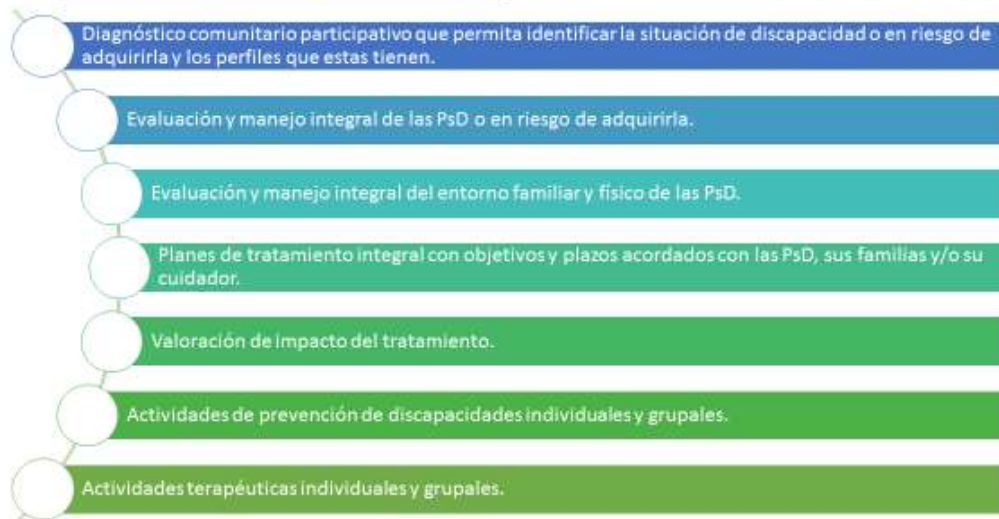 Diagnóstico comunitario participativo que permita identificar la situación de discapacidad o en riesgo de
adquirirla y los perfiles que estas tienen.
Evaluación y manejo integral de las PsD o en riesgo de adquirirla.
Evaluación y manejo integral del entorno familiar y físico de las PsD.
Planes de tratamiento integral con objetivos y plazos acordados con las PsD, sus familias y/o su
cuidador.
Valoración de impacto del tratamiento.
Actividades de prevención de discapacidades individuales y grupales.
Actividades terapéuticas individuales y grupales.